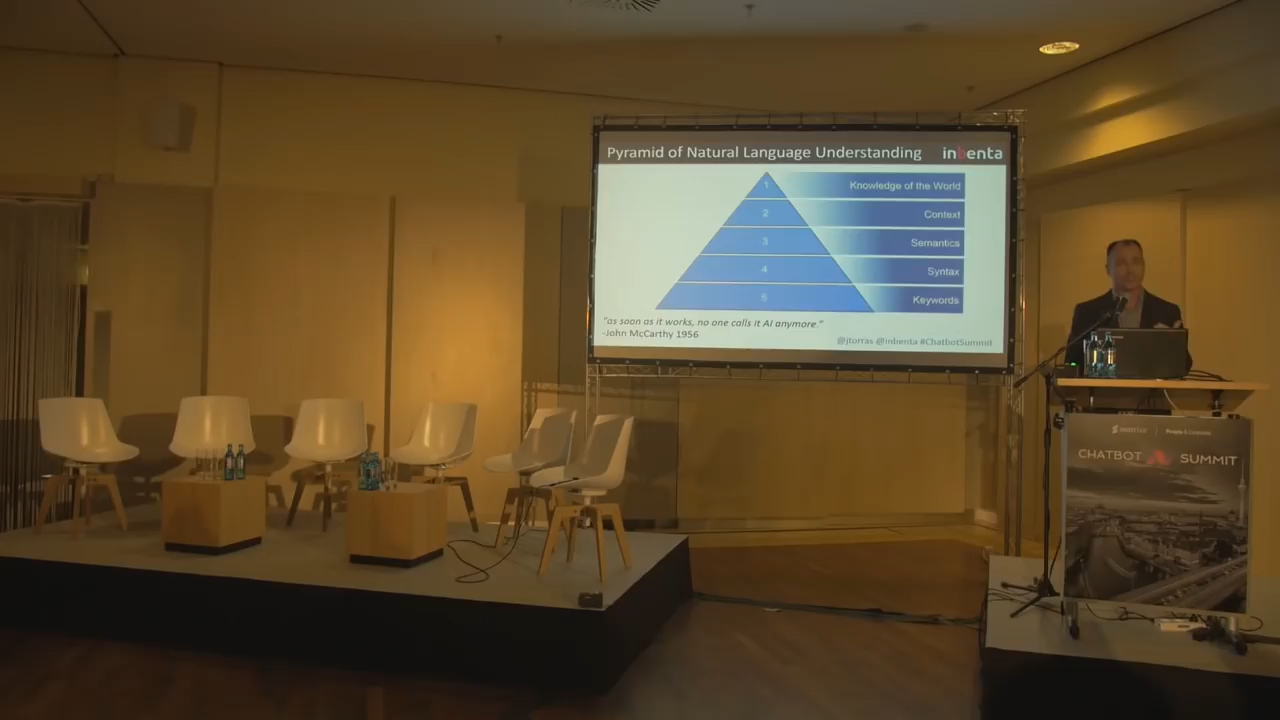 Pyramid of Natural Language Understanding
inbenta
1 Knowledge of the World
2 Context
3 Semantics
4 Syntax
5 Keywords
"as soon as it works, no one calls it AI anymore."
-John McCarthy 1956
@jtorras @inbenta #ChatbotSummit
CHATBOT SUMMIT